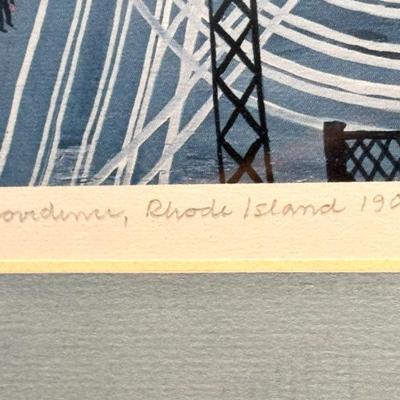 ovidence, Rhode Island 190